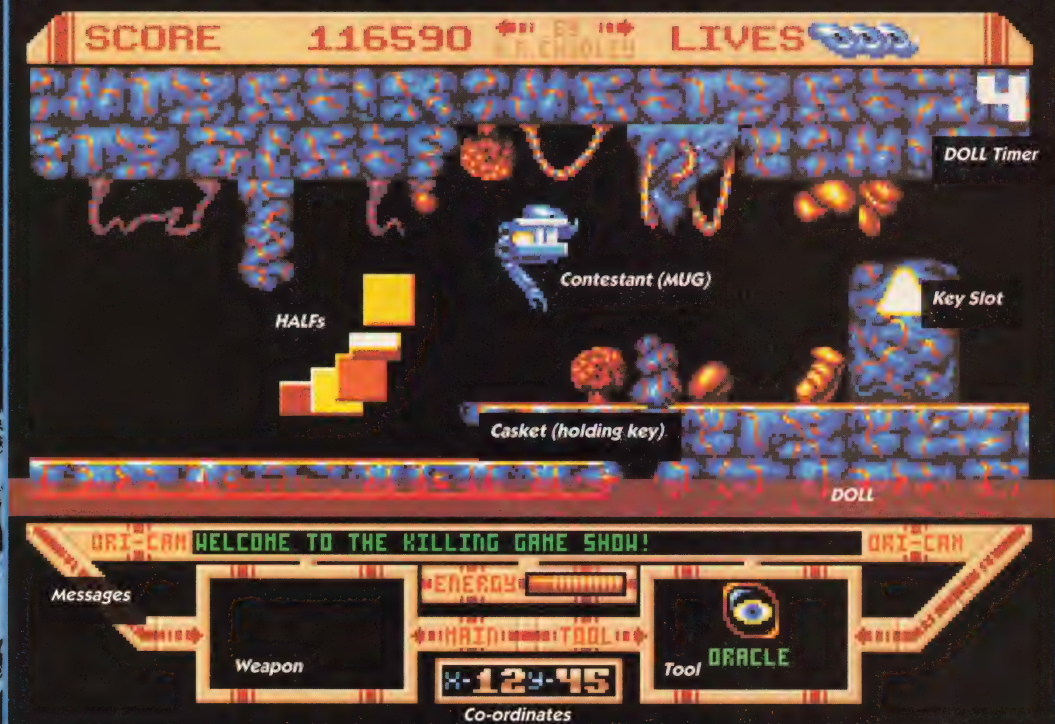 SCORE 116590 BY K.R.CHIDLEY LIVES
4
DOLL Timer
Contestant (MUG)
Key Slot
HALFs
Casket (holding key)
DOLL
ORI-CAM WELCOME TO THE KILLING GAME SHOW! ORI-CAM
ENERGY
Messages
MAIN TOOL
ORACLE
Weapon
Tool
X-12Y-45
Co-ordinates